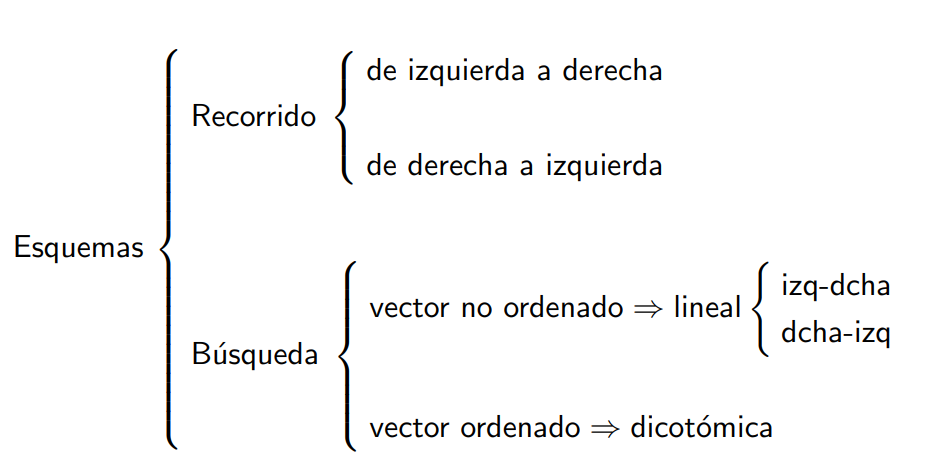 Esquemas
Recorrido
de izquierda a derecha
de derecha a izquierda
Búsqueda
vector no ordenado ⇒ lineal
izq-dcha
dcha-izq
vector ordenado ⇒ dicotómica